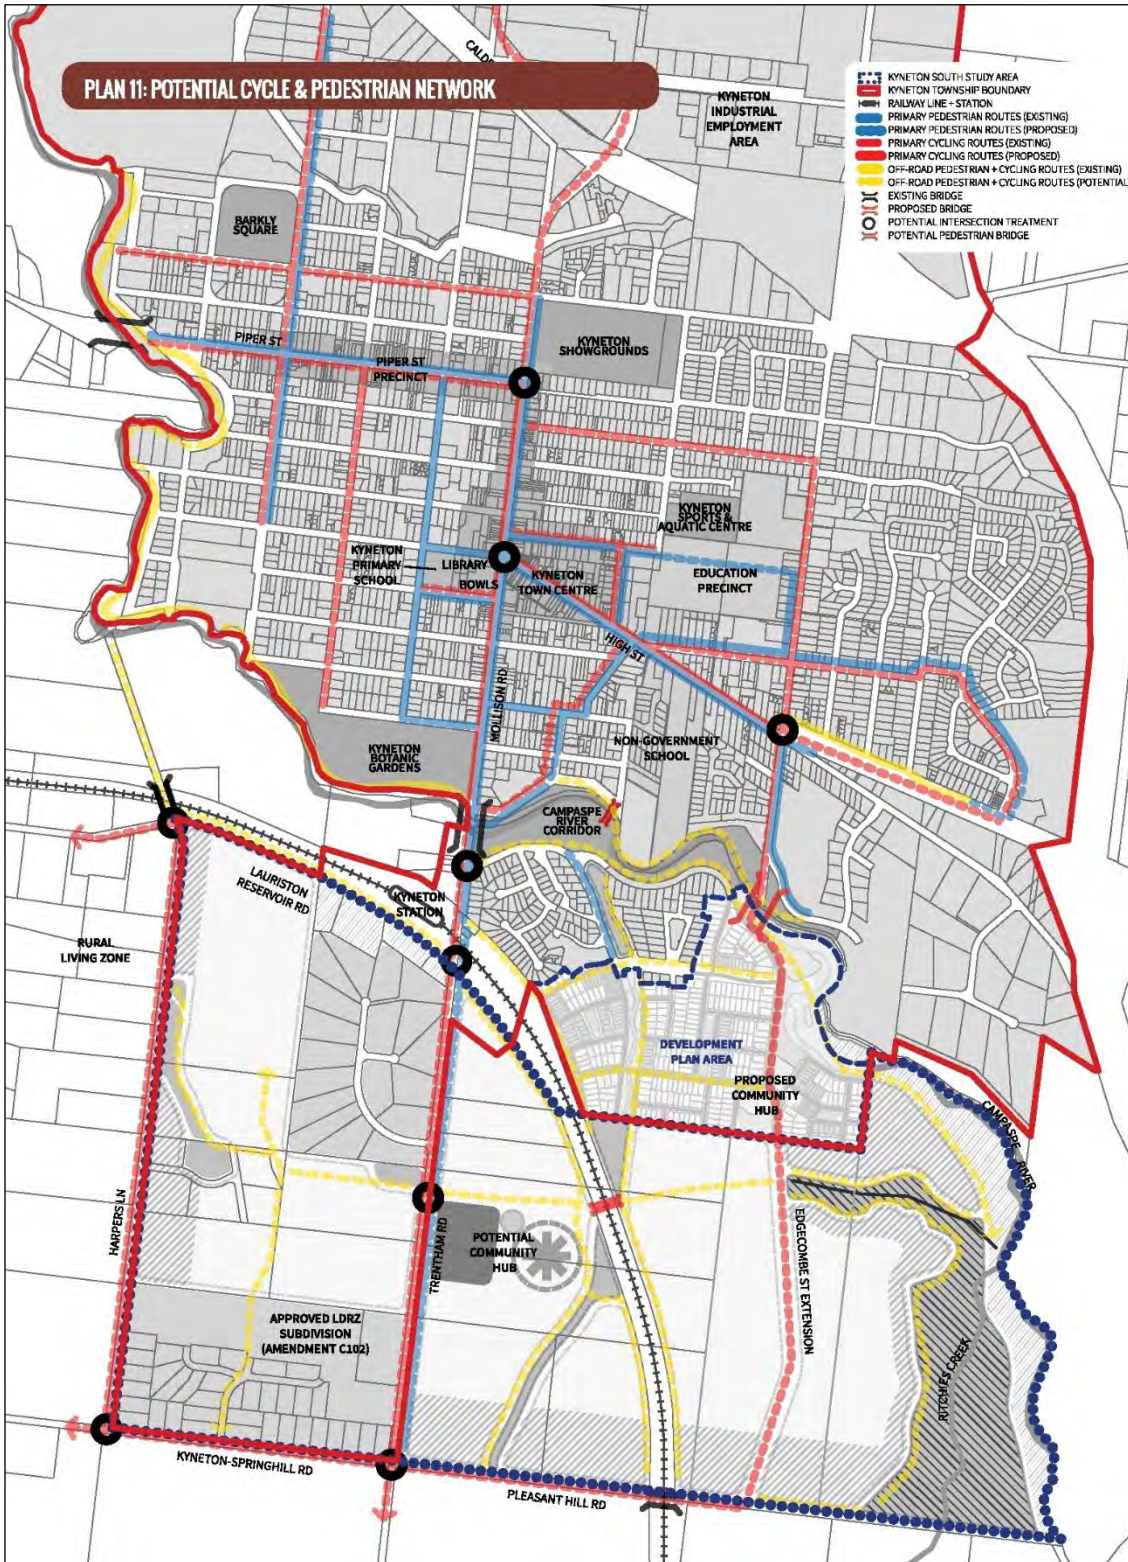 CALD
PLAN 11: POTENTIAL CYCLE & PEDESTRIAN NETWORK
KYNETON SOUTH STUDY AREA
KYNETON TOWNSHIP BOUNDARY
RAILWAY LINE + STATION
PRIMARY PEDESTRIAN ROUTES (EXISTING)
PRIMARY PEDESTRIAN ROUTES (PROPOSED)
PRIMARY CYCLING ROUTES (EXISTING)
PRIMARY CYCLING ROUTES (PROPOSED)
OFF-ROAD PEDESTRIAN + CYCLING ROUTES (EXISTING)
OFF-ROAD PEDESTRIAN + CYCLING ROUTES (POTENTIAL
EXISTING BRIDGE
PROPOSED BRIDGE
POTENTIAL INTERSECTION TREATMENT
POTENTIAL PEDESTRIAN BRIDGE
KYNETON
INDUSTRIAL
EMPLOYMENT
AREA
BARKLY
SQUARE
PIPER ST
PIPER ST
PRECINCT
KYNETON
SHOWGROUNDS
KYNETON
SPORTS &
AQUATIC CENTRE
KYNETON
PRIMARY
SCHOOL
LIBRARY
BOWLS
KYNETON
TOWN CENTRE
EDUCATION
PRECINCT
HIGH ST
MOLLISON RD
KYNETON
BOTANIC
GARDENS
NON-GOVERNMENT
SCHOOL
CAMPASPE
RIVER
CORRIDOR
LAURISTON
RESERVOIR RD
KYNETON
STATION
RURAL
LIVING ZONE
DEVELOPMENT
PLAN AREA
PROPOSED
COMMUNITY
HUB
CAMPASPE RIVER
HARPERS LN
TRENTHAM RD
POTENTIAL
COMMUNITY
HUB
EDGECOMBE ST EXTENSION
APPROVED LDRZ
SUBDIVISION
(AMENDMENT C102)
RITCHIES CREEK
KYNETON-SPRINGHILL RD
PLEASANT HILL RD